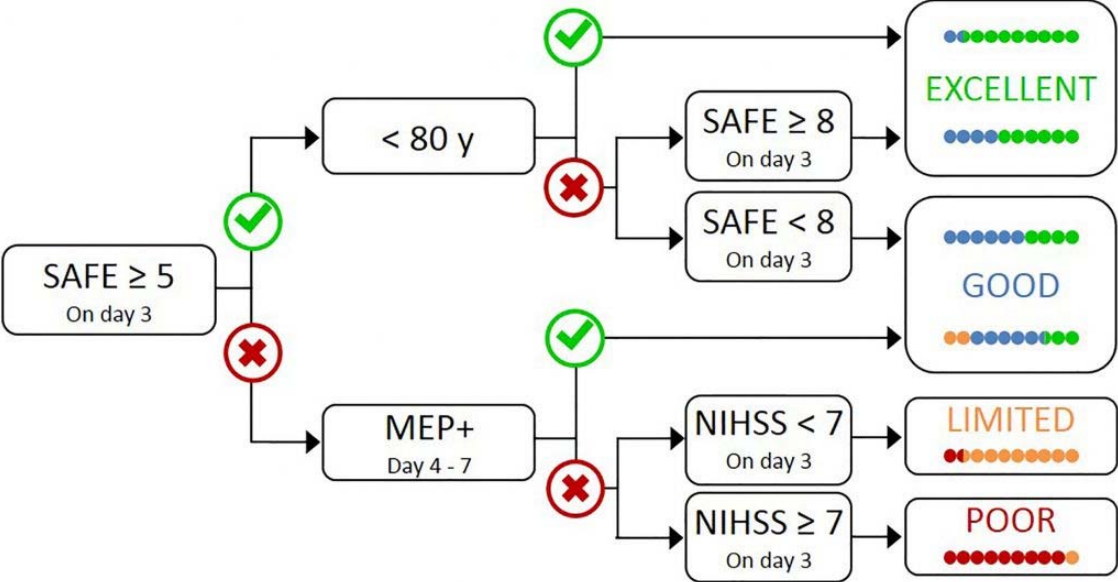 SAFE ≥ 5
On day 3
< 80 y
MEP+
Day 4 - 7
SAFE ≥ 8
On day 3
SAFE < 8
On day 3
NIHSS < 7
On day 3
NIHSS ≥ 7
On day 3
EXCELLENT
GOOD
LIMITED
POOR